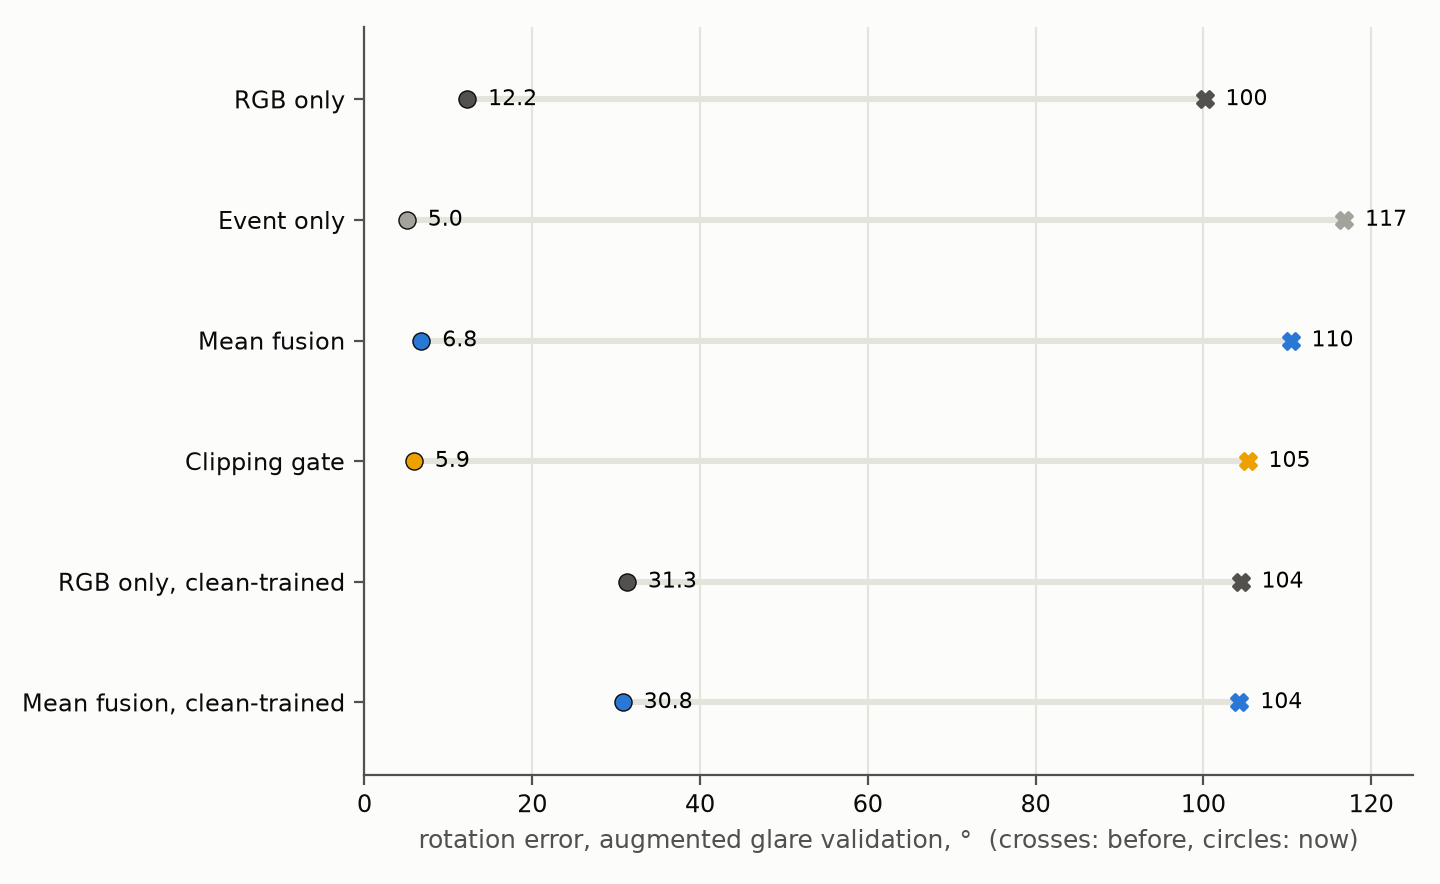 RGB only 12.2 100
Event only 5.0 117
Mean fusion 6.8 110
Clipping gate 5.9 105
RGB only, clean-trained 31.3 104
Mean fusion, clean-trained 30.8 104
0 20 40 60 80 100 120
rotation error, augmented glare validation, ° (crosses: before, circles: now)